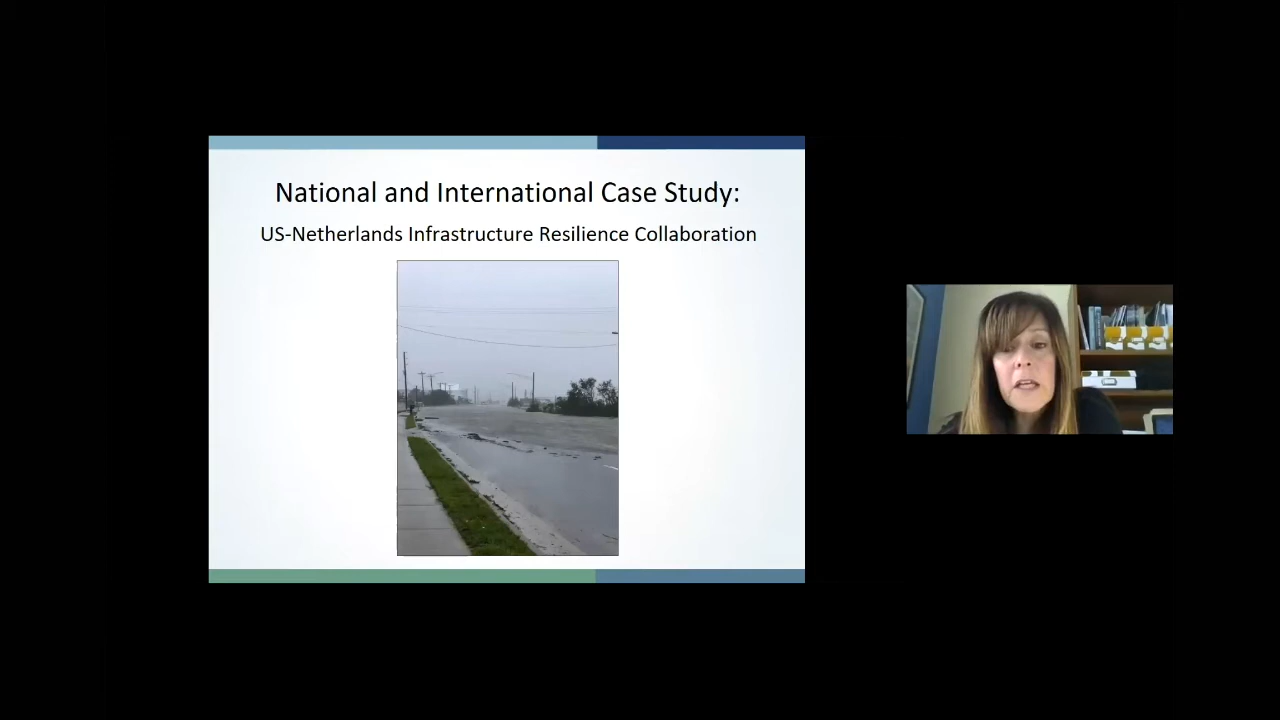 National and International Case Study:
US-Netherlands Infrastructure Resilience Collaboration